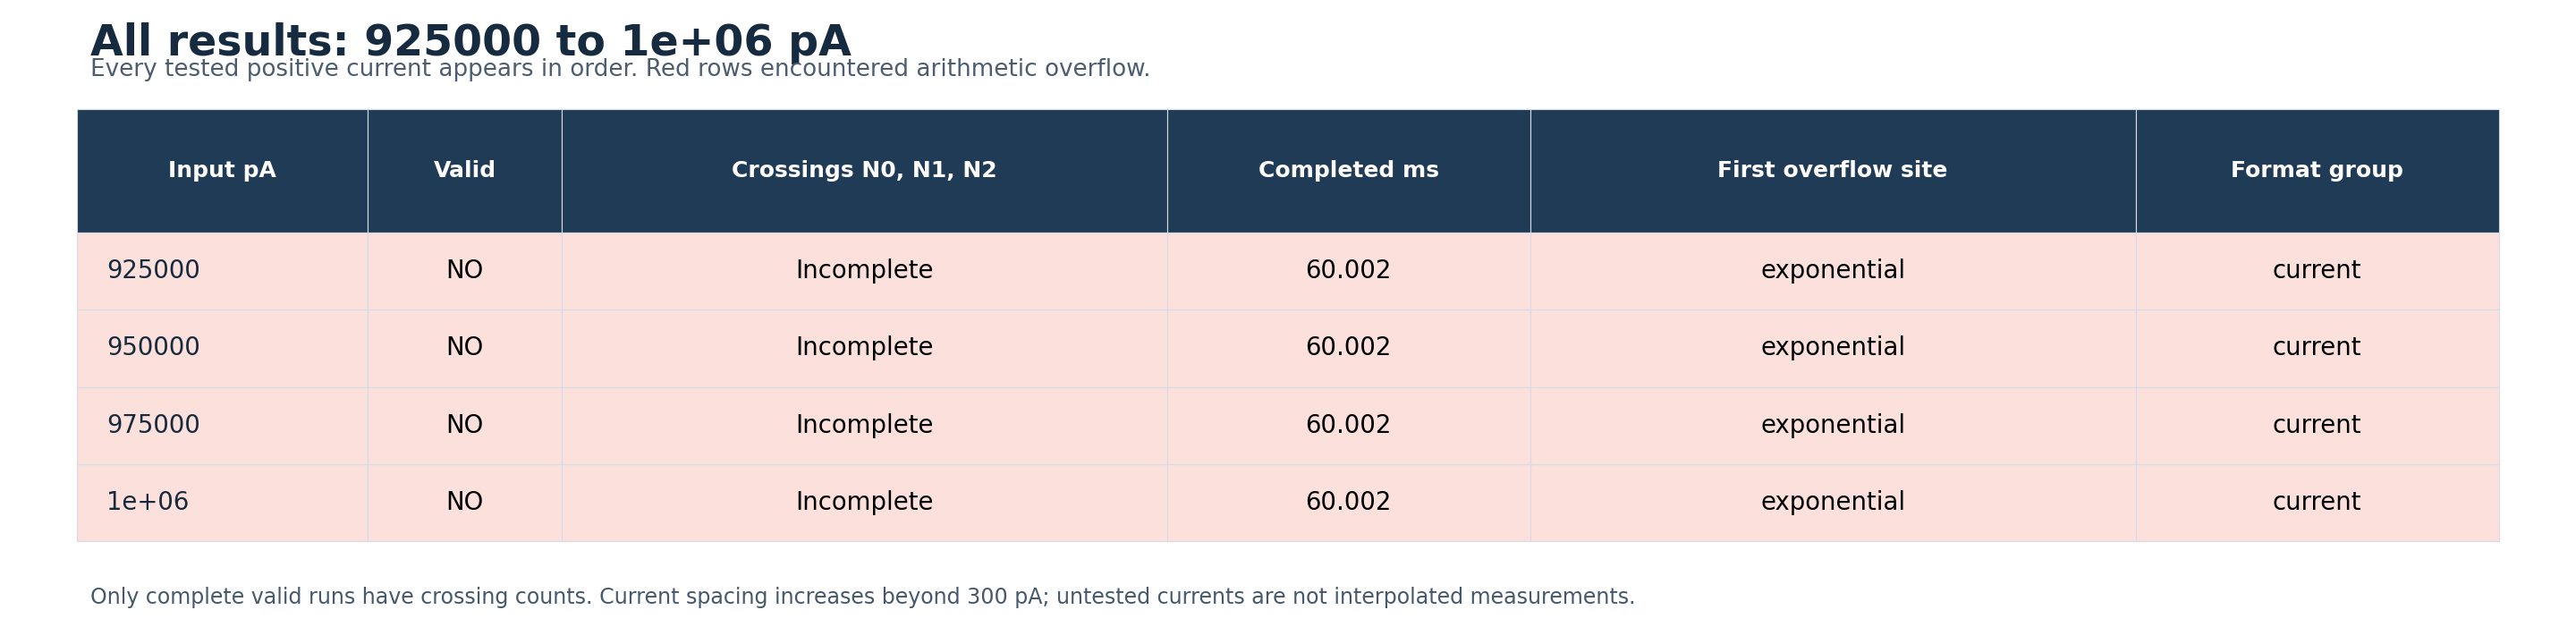 All results: 925000 to 1e+06 pA
Every tested positive current appears in order. Red rows encountered arithmetic overflow.
Input pA Valid Crossings N0, N1, N2 Completed ms First overflow site Format group
925000 NO Incomplete 60.002 exponential current
950000 NO Incomplete 60.002 exponential current
975000 NO Incomplete 60.002 exponential current
1e+06 NO Incomplete 60.002 exponential current
Only complete valid runs have crossing counts. Current spacing increases beyond 300 pA; untested currents are not interpolated measurements.